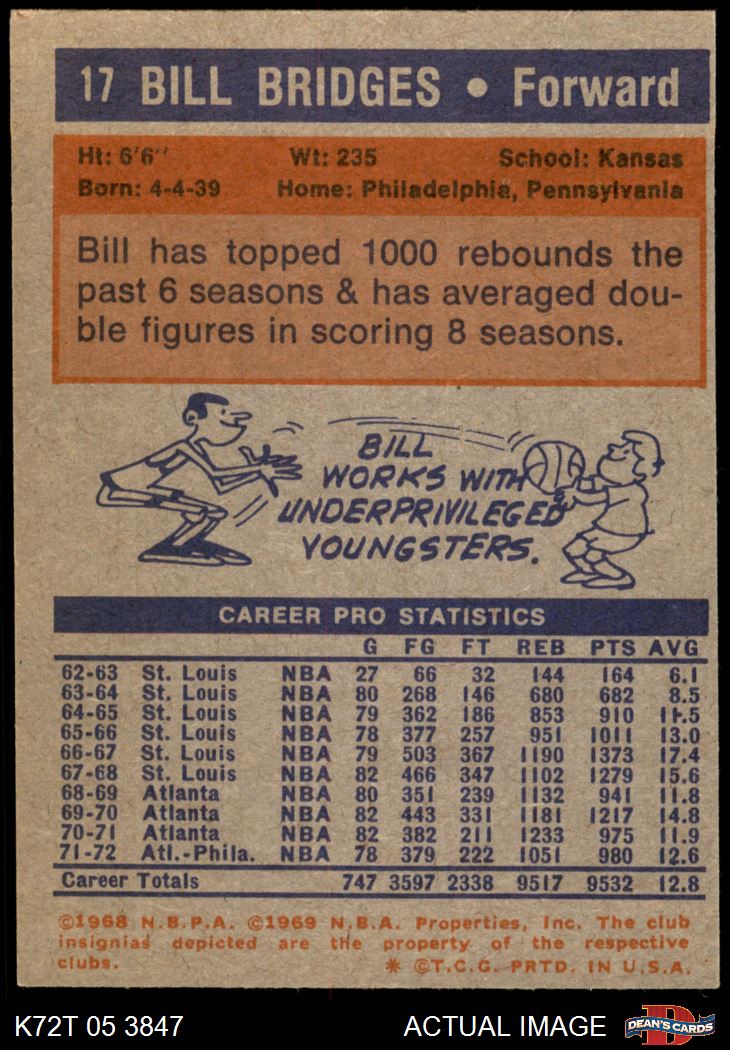 17 BILL BRIDGES • Forward
Ht: 6'6'' Wt: 235 School: Kansas
Born: 4-4-39 Home: Philadelphia, Pennsylvania
Bill has topped 1000 rebounds the
past 6 seasons & has averaged dou-
ble figures in scoring 8 seasons.
BILL
WORKS WITH
UNDERPRIVILEGED
YOUNGSTERS.
CAREER PRO STATISTICS
G FG FT REB PTS AVG
62-63 St. Louis NBA 27 66 32 144 164 6.1
63-64 St. Louis NBA 80 268 146 680 682 8.5
64-65 St. Louis NBA 79 362 186 853 910 11.5
65-66 St. Louis NBA 78 377 257 951 1011 13.0
66-67 St. Louis NBA 79 503 367 1190 1373 17.4
67-68 St. Louis NBA 82 466 347 1102 1279 15.6
68-69 Atlanta NBA 80 351 239 1132 941 11.8
69-70 Atlanta NBA 82 443 331 1181 1217 14.8
70-71 Atlanta NBA 82 382 211 1233 975 11.9
71-72 Atl.-Phila. NBA 78 379 222 1051 980 12.6
Career Totals 747 3597 2338 9517 9532 12.8
©1968 N.B.P.A. ©1969 N.B.A. Properties, Inc. The club
insignias depicted are the property of the respective
clubs. * ©T.C.G. PRTD. IN U.S.A.
K72T 05 3847 ACTUAL IMAGE D DEAN'S CARDS